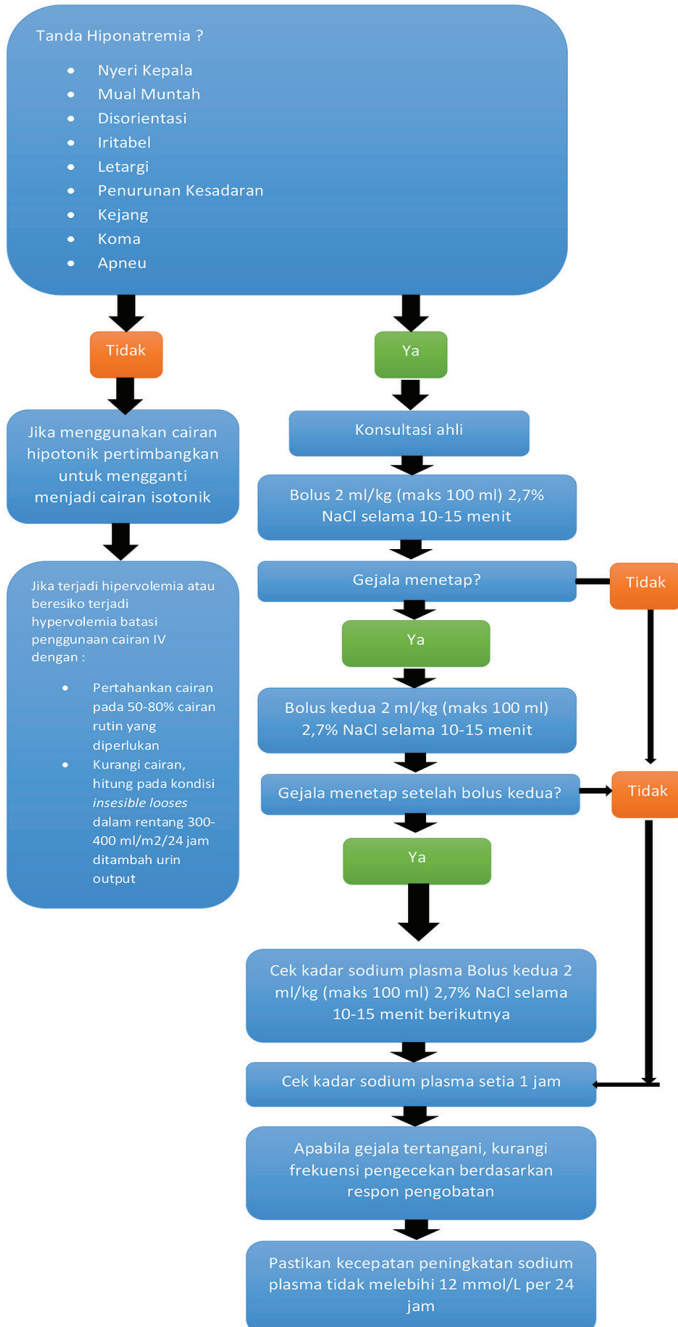 Tanda Hiponatremia ?
• Nyeri Kepala
• Mual Muntah
• Disorientasi
• Iritabel
• Letargi
• Penurunan Kesadaran
• Kejang
• Koma
• Apneu
Tidak
Jika menggunakan cairan
hipotonik pertimbangkan
untuk mengganti
menjadi cairan isotonik
Jika terjadi hipervolemia atau
beresiko terjadi
hypervolemia batasi
penggunaan cairan IV
dengan :
• Pertahankan cairan
pada 50-80% cairan
rutin yang
diperlukan
• Kurangi cairan,
hitung pada kondisi
insesible looses
dalam rentang 300-
400 ml/m2/24 jam
ditambah urin
output
Ya
Konsultasi ahli
Bolus 2 ml/kg (maks 100 ml) 2,7%
NaCl selama 10-15 menit
Gejala menetap?
Tidak
Ya
Bolus kedua 2 ml/kg (maks 100 ml)
2,7% NaCl selama 10-15 menit
Gejala menetap setelah bolus kedua?
Tidak
Ya
Cek kadar sodium plasma Bolus kedua 2
ml/kg (maks 100 ml) 2,7% NaCl selama
10-15 menit berikutnya
Cek kadar sodium plasma setia 1 jam
Apabila gejala tertangani, kurangi
frekuensi pengecekan berdasarkan
respon pengobatan
Pastikan kecepatan peningkatan sodium
plasma tidak melebihi 12 mmol/L per 24
jam